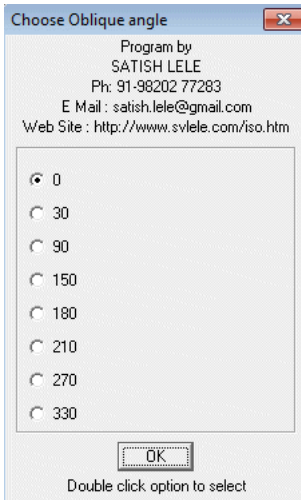 Choose Oblique angle
Program by
SATISH LELE
Ph: 91-98202 77283
E Mail : satish.lele@gmail.com
Web Site : http://www.svlele.com/iso.htm
0
30
90
150
180
210
270
330
OK
Double click option to select